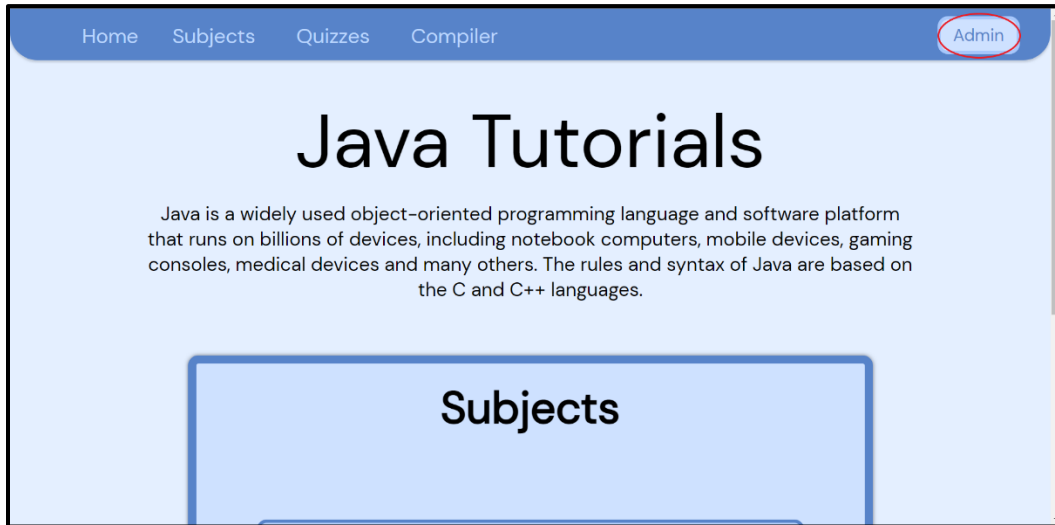 Home Subjects Quizzes Compiler Admin
Java Tutorials
Java is a widely used object-oriented programming language and software platform
that runs on billions of devices, including notebook computers, mobile devices, gaming
consoles, medical devices and many others. The rules and syntax of Java are based on
the C and C++ languages.
Subjects